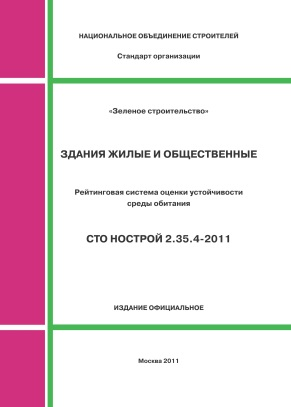 НАЦИОНАЛЬНОЕ ОБЪЕДИНЕНИЕ СТРОИТЕЛЕЙ
Стандарт организации
«Зеленое строительство»
ЗДАНИЯ ЖИЛЫЕ И ОБЩЕСТВЕННЫЕ
Рейтинговая система оценки устойчивости
среды обитания
СТО НОСТРОЙ 2.35.4-2011
ИЗДАНИЕ ОФИЦИАЛЬНОЕ
Москва 2011